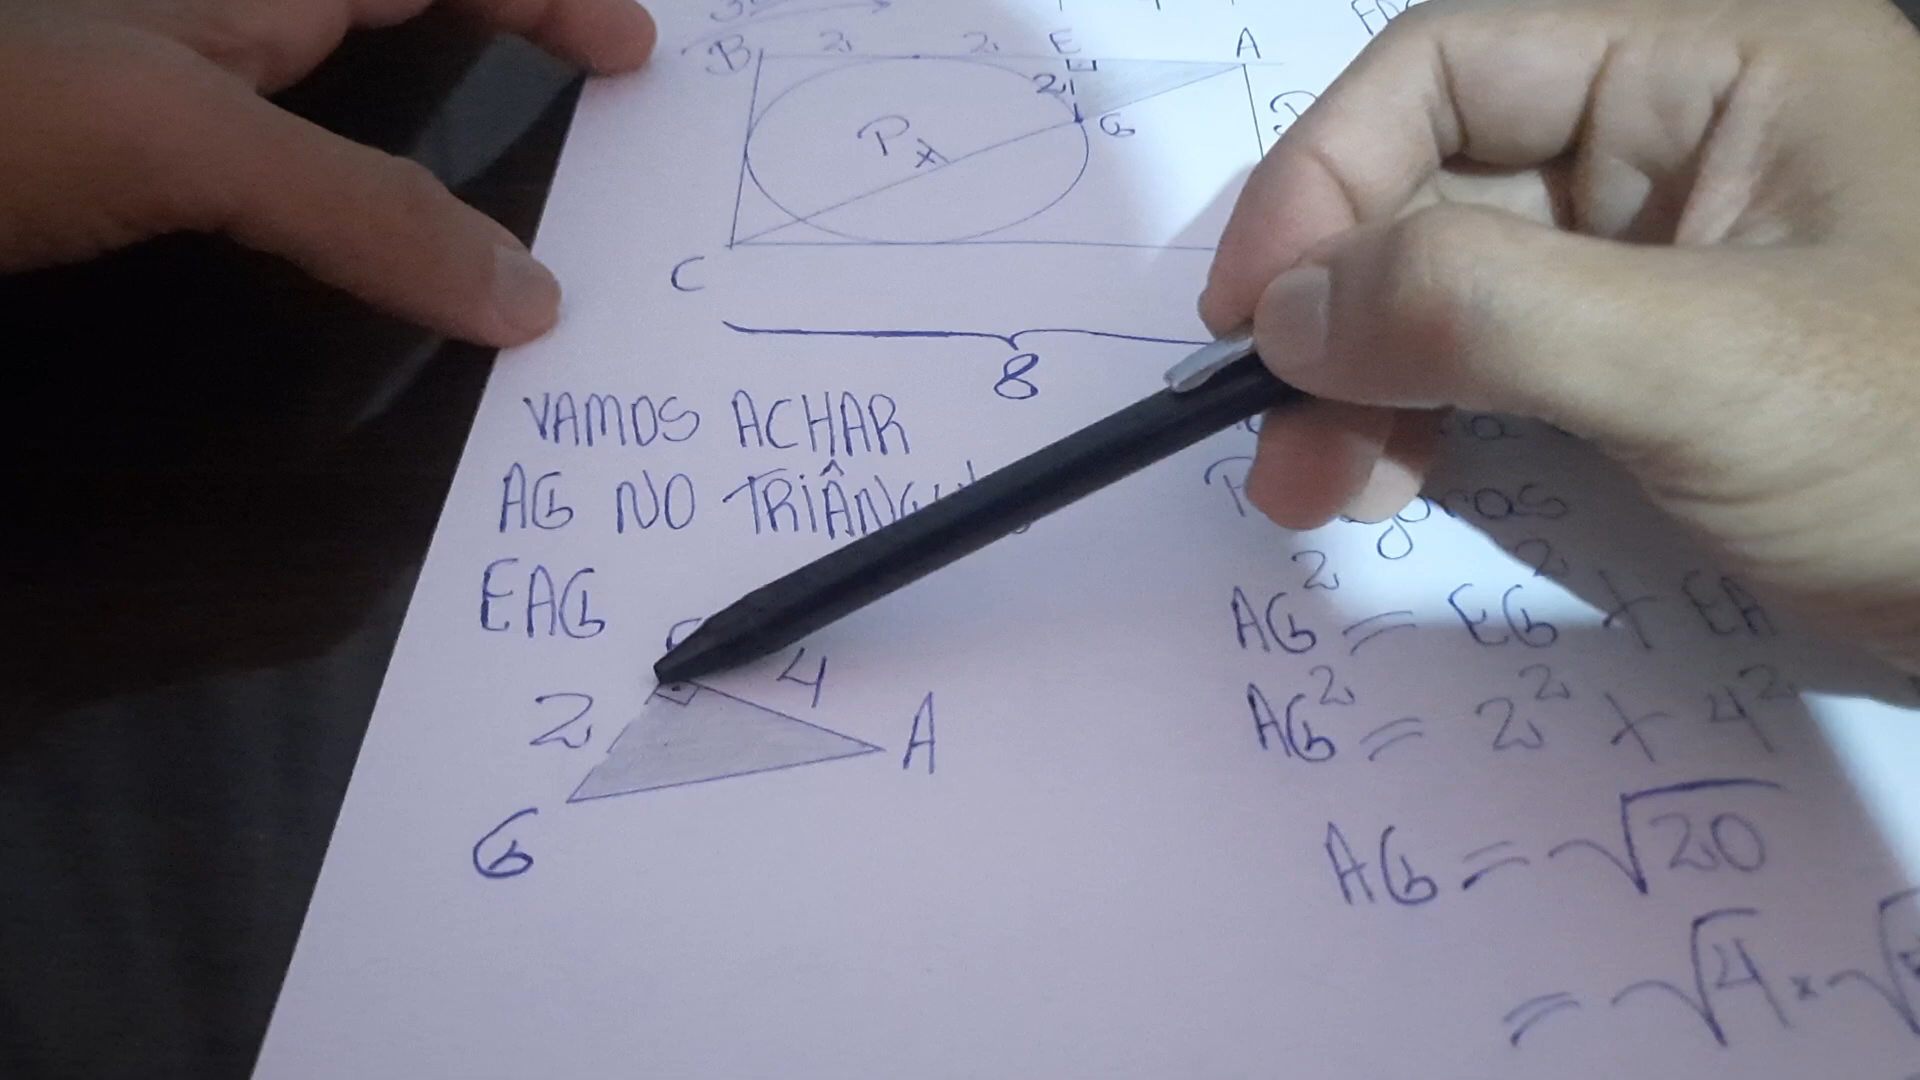 B 2 2 E A
2
P G
C
8
VAMOS ACHAR
AG NO
EAG
4
2
A
G
AG² = EG² + EA
AG² = 2² + 4²
AG = √20
= √4 × √